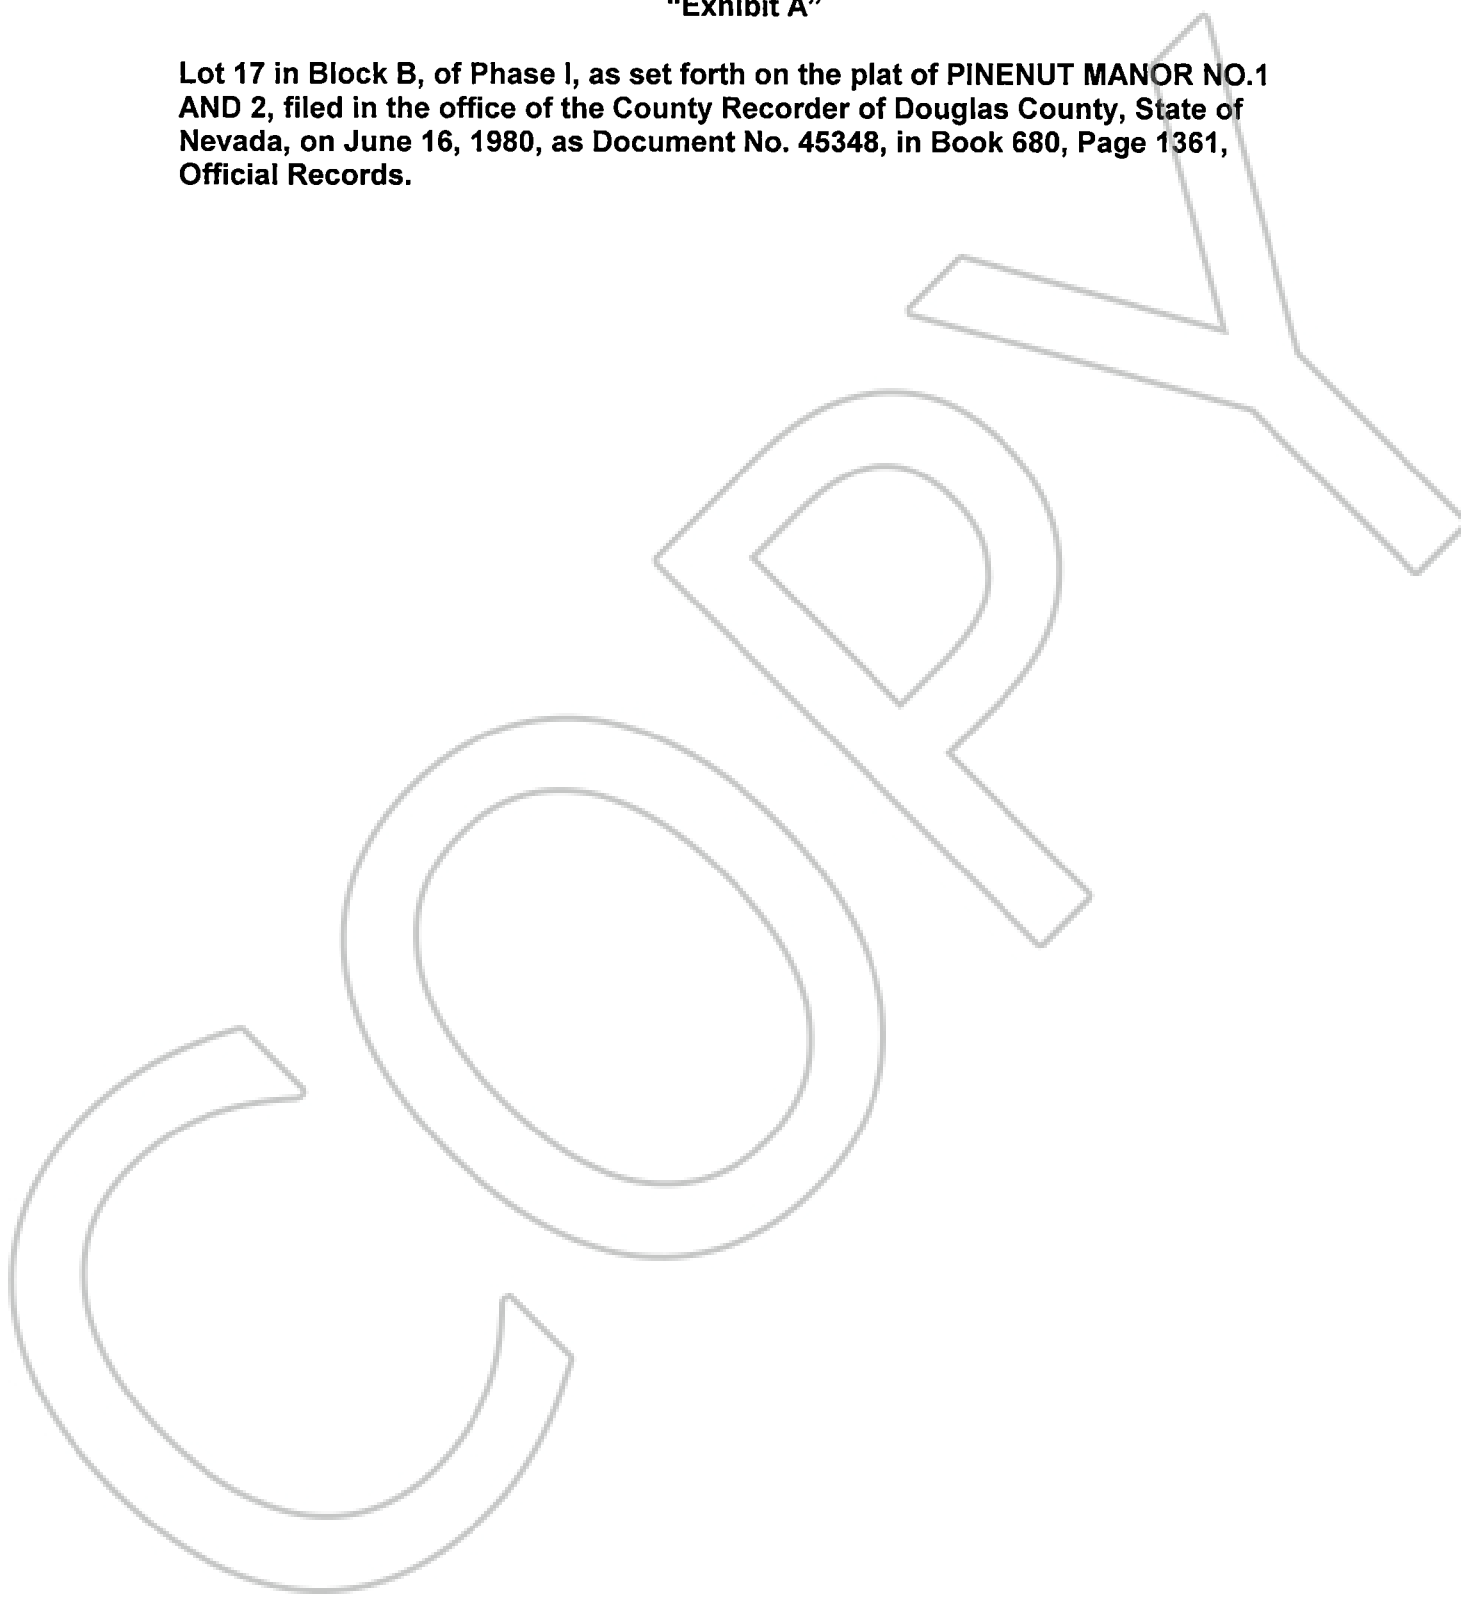 "Exhibit A"
Lot 17 in Block B, of Phase I, as set forth on the plat of PINENUT MANOR NO.1
AND 2, filed in the office of the County Recorder of Douglas County, State of
Nevada, on June 16, 1980, as Document No. 45348, in Book 680, Page 1361,
Official Records.
COPY